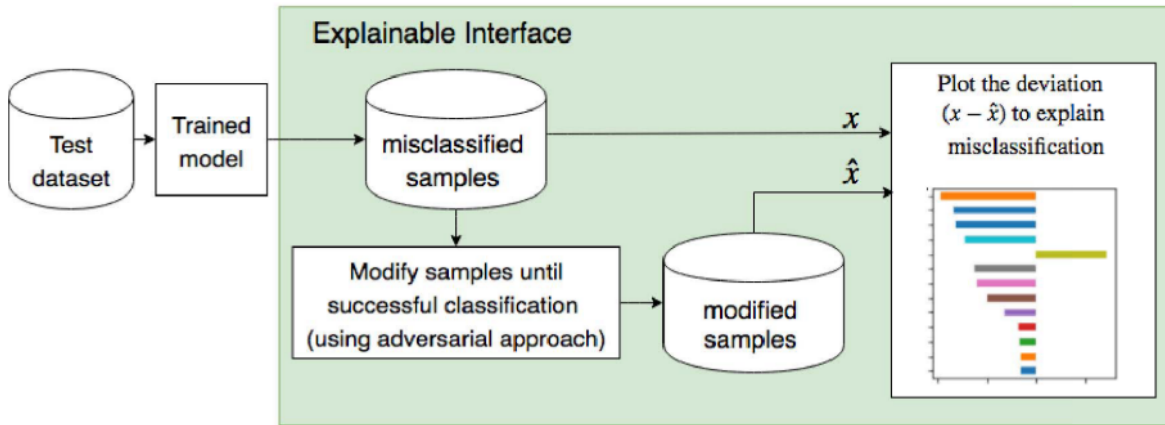 Explainable Interface
Test
dataset
Trained
model
misclassified
samples
x
x̂
Modify samples until
successful classification
(using adversarial approach)
modified
samples
Plot the deviation
(x − x̂) to explain
misclassification